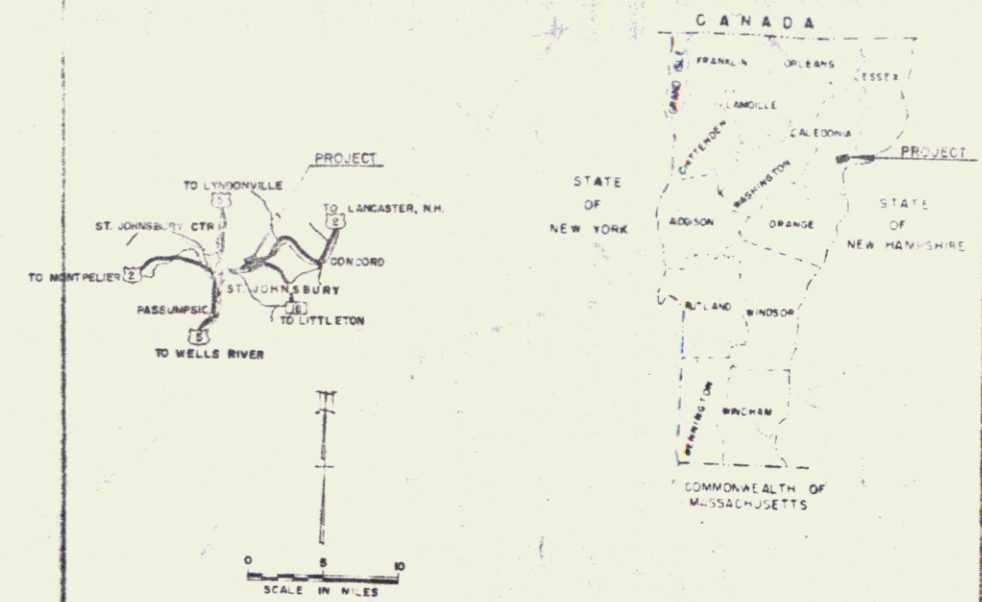 PROJECT
TO LYNDONVILLE
5
TO LANCASTER, N.H.
2
ST. JOHNSBURY CTR
CONCORD
TO MONTPELIER 2
ST. JOHNSBURY
PASSUMPSIC
18
TO LITTLETON
5
TO WELLS RIVER
0 5 10
SCALE IN MILES
CANADA
GRAND ISLE
FRANKLIN
ORLEANS
ESSEX
LAMOILLE
CHITTENDEN
CALEDONIA
PROJECT
WASHINGTON
STATE
OF
NEW YORK
ADDISON
ORANGE
STATE
OF
NEW HAMPSHIRE
RUTLAND
WINDSOR
BENNINGTON
WINDHAM
COMMONWEALTH OF
MASSACHUSETTS